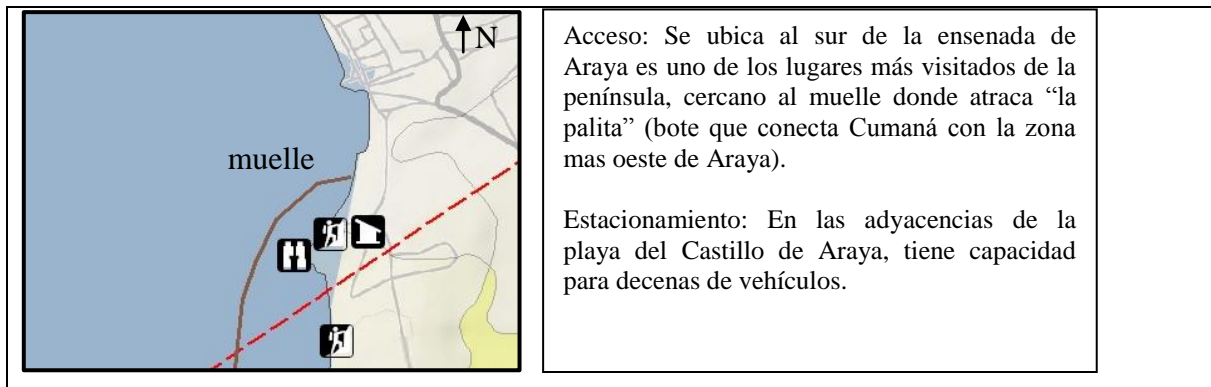 N
muelle
Acceso: Se ubica al sur de la ensenada de
Araya es uno de los lugares más visitados de la
península, cercano al muelle donde atraca “la
palita” (bote que conecta Cumaná con la zona
mas oeste de Araya).
Estacionamiento: En las adyacencias de la
playa del Castillo de Araya, tiene capacidad
para decenas de vehículos.